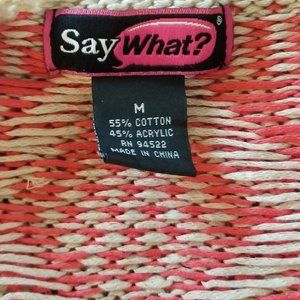 Say What?®
M
55% COTTON
45% ACRYLIC
RN 94522
MADE IN CHINA